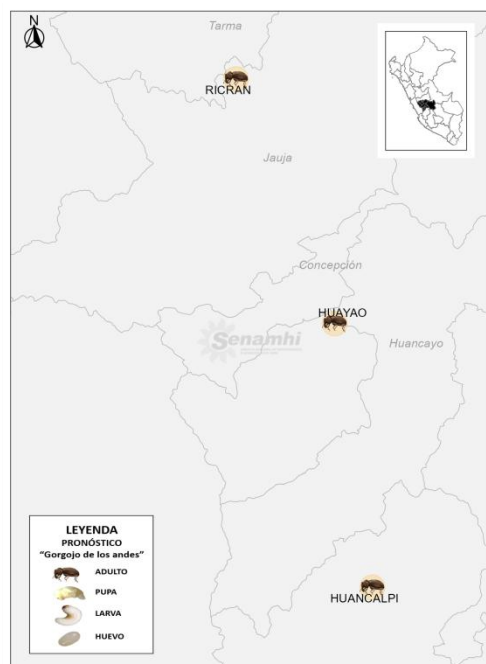 N
Tarma
RICRAN
Jauja
Concepción
HUAYAO
Senamhi
Huancayo
HUANCALPI
LEYENDA
PRONÓSTICO
“Gorgojo de los andes”
ADULTO
PUPA
LARVA
HUEVO